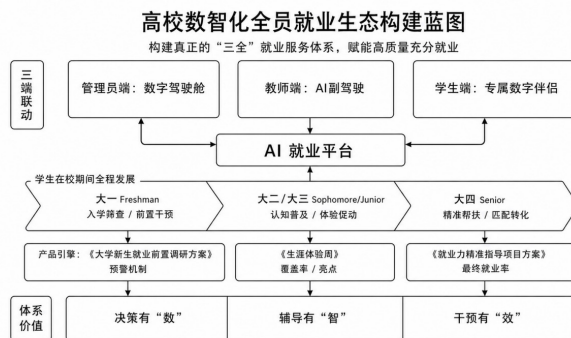 高校数智化全员就业生态构建蓝图
构建真正的“三全”就业服务体系，赋能高质量充分就业
三端联动
管理员端：数字驾驶舱
教师端：AI副驾驶
学生端：专属数字伴侣
AI 就业平台
学生在校期间全程发展
大一 Freshman
入学筛查 / 前置干预
大二/大三 Sophomore/Junior
认知普及 / 体验促动
大四 Senior
精准帮扶 / 匹配转化
产品引擎：《大学新生就业前置调研方案》
预警机制
《生涯体验周》
覆盖率 / 亮点
《就业力精准指导项目方案》
最终就业率
体系
价值
决策有“数”
辅导有“智”
干预有“效”